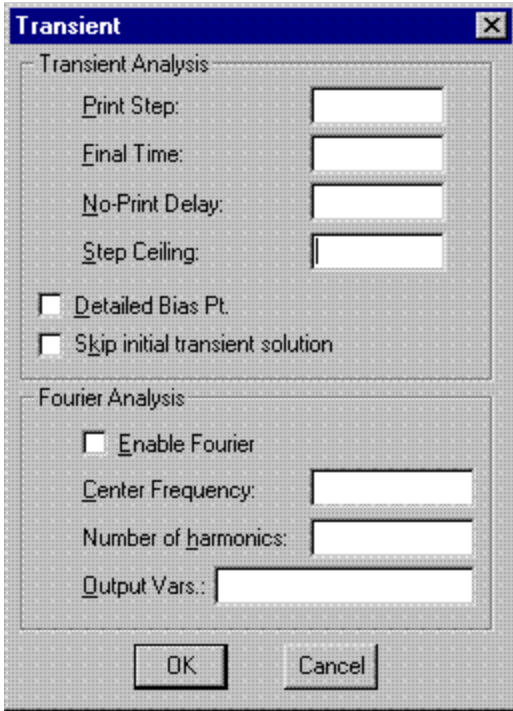 Transient
Transient Analysis
Print Step:
Final Time:
No-Print Delay:
Step Ceiling:
Detailed Bias Pt.
Skip initial transient solution
Fourier Analysis
Enable Fourier
Center Frequency:
Number of harmonics:
Output Vars.:
OK Cancel